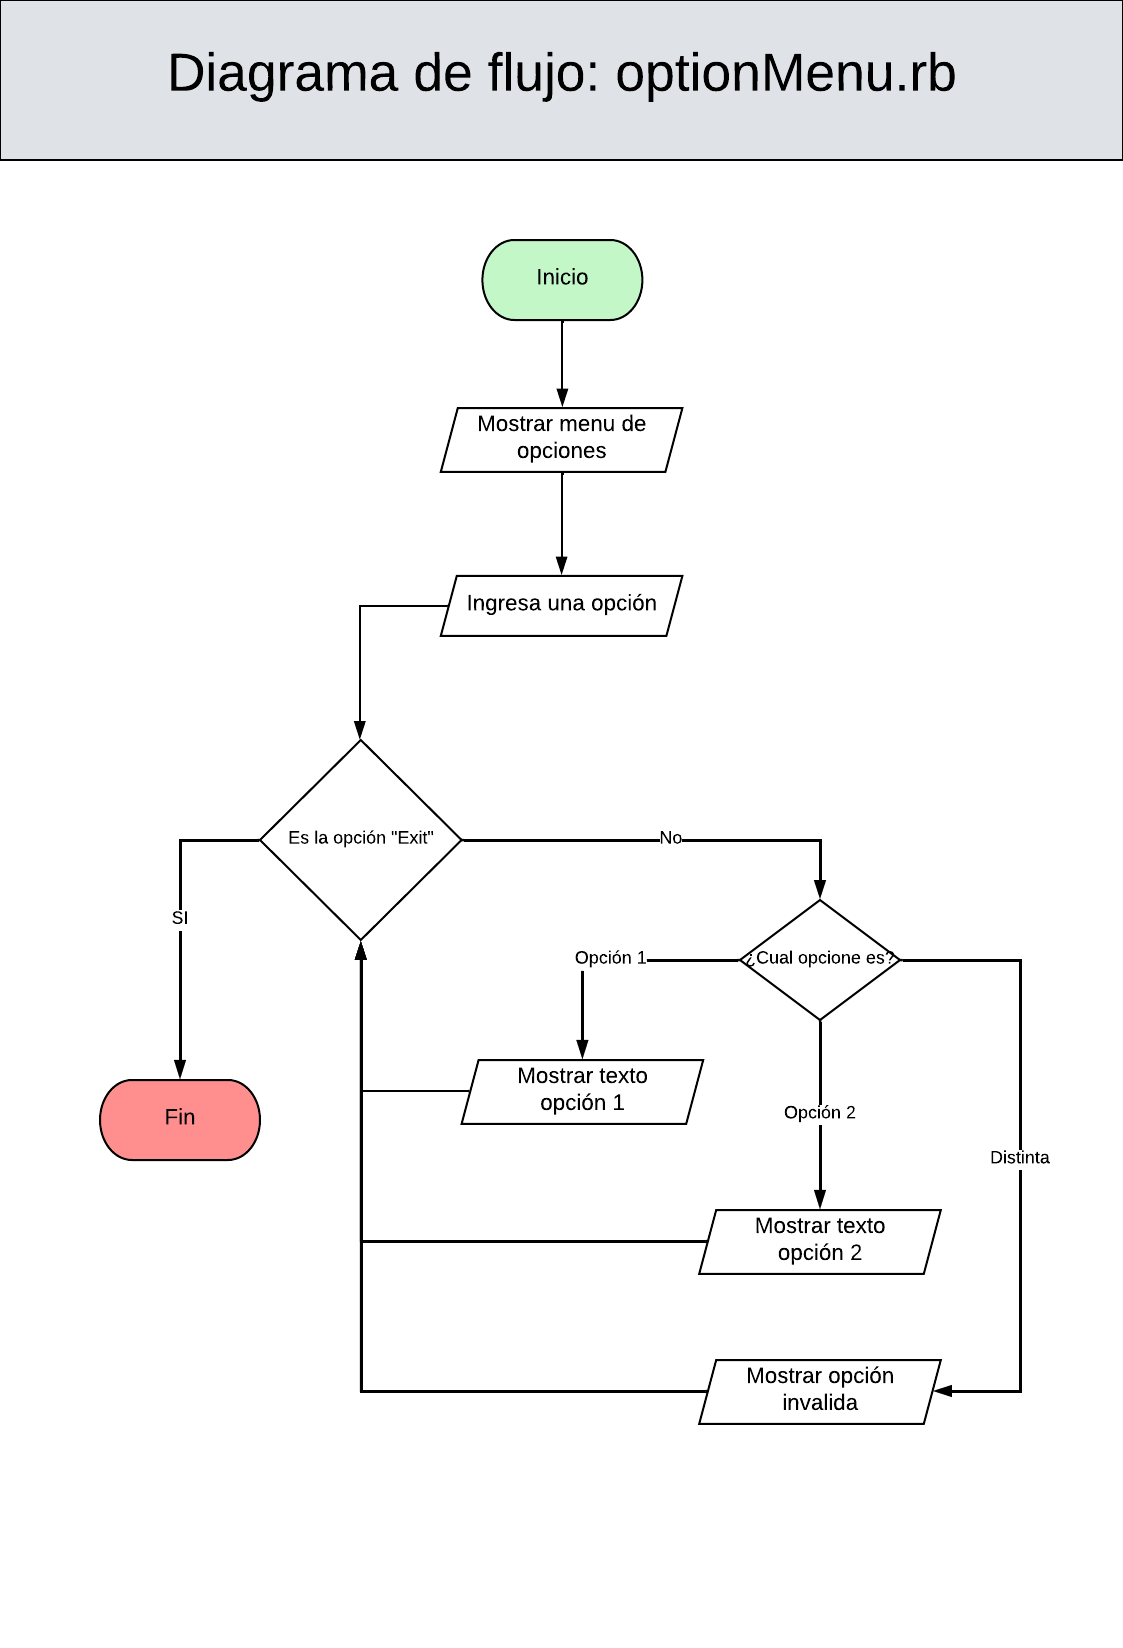 Diagrama de flujo: optionMenu.rb
Inicio
Mostrar menu de
opciones
Ingresa una opción
Es la opción "Exit"
No
SI
¿Cual opcione es?
Opción 1
Mostrar texto
opción 1
Fin
Opción 2
Distinta
Mostrar texto
opción 2
Mostrar opción
invalida